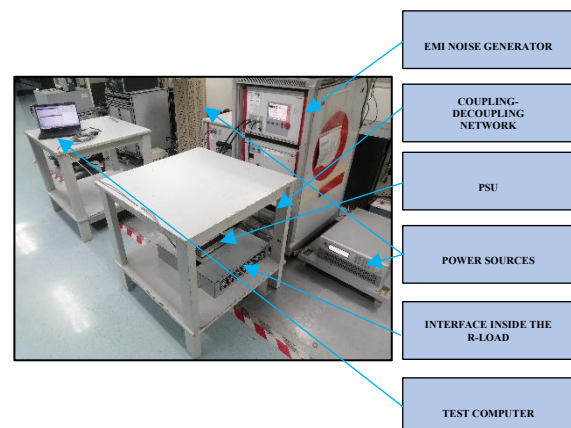 EMI NOISE GENERATOR
COUPLING-
DECOUPLING
NETWORK
PSU
POWER SOURCES
INTERFACE INSIDE THE
R-LOAD
TEST COMPUTER